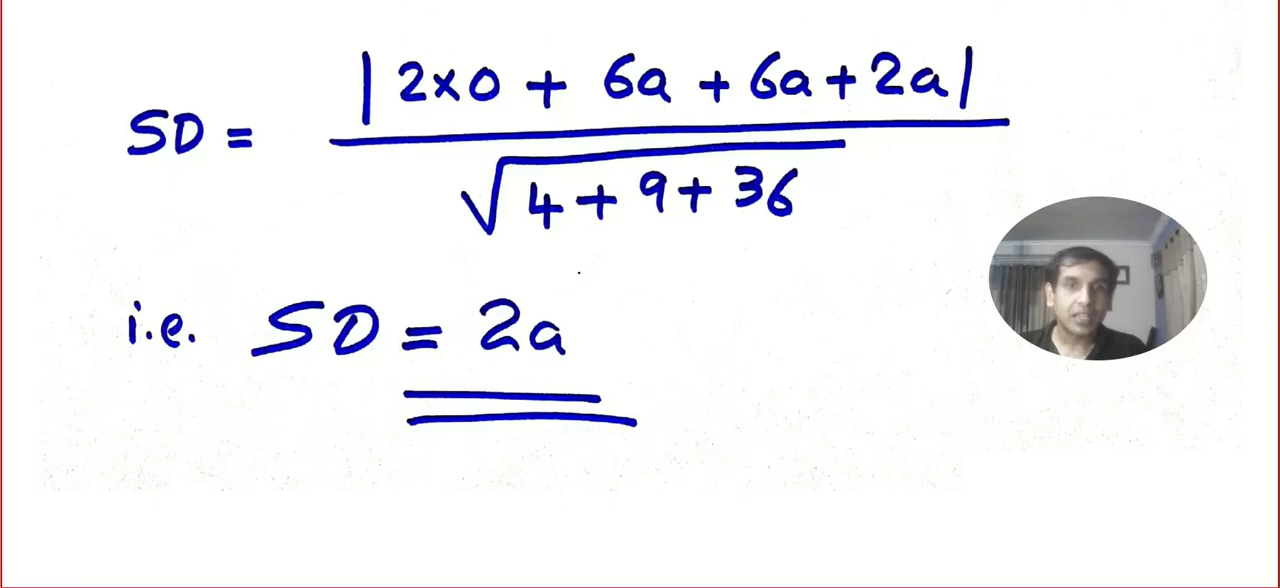 SD = | 2×0 + 6a + 6a + 2a | / √4 + 9 + 36
i.e. SD = 2a